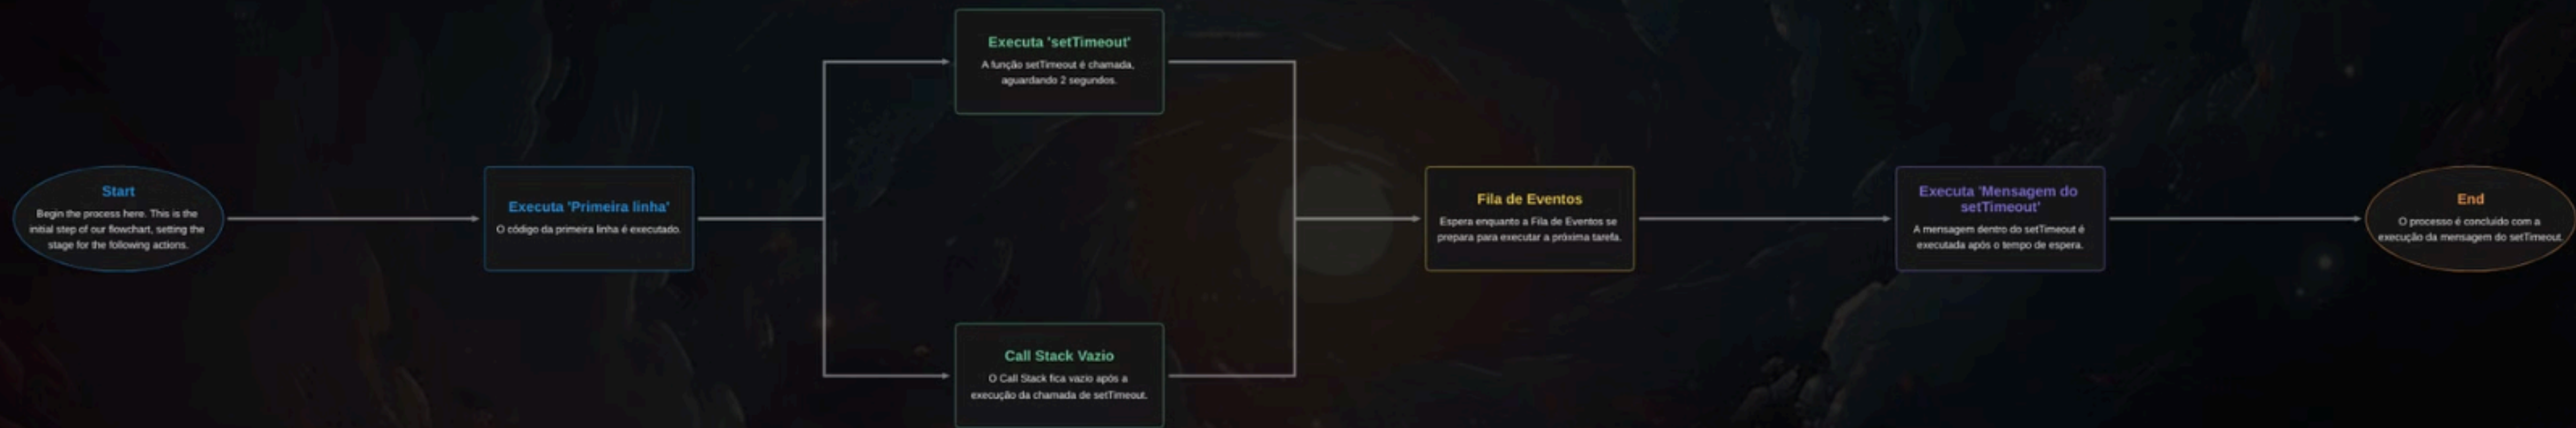 Start
Begin the process here. This is the
initial step of our flowchart, setting the
stage for the following actions.
Executa 'Primeira linha'
O código da primeira linha é executado.
Executa 'setTimeout'
A função setTimeout é chamada,
aguardando 2 segundos.
Call Stack Vazio
O Call Stack fica vazio após a
execução da chamada de setTimeout.
Fila de Eventos
Espera enquanto a Fila de Eventos se
prepara para executar a próxima tarefa.
Executa 'Mensagem do
setTimeout'
A mensagem dentro do setTimeout é
executada após o tempo de espera.
End
O processo é concluído com a
execução da mensagem do setTimeout.